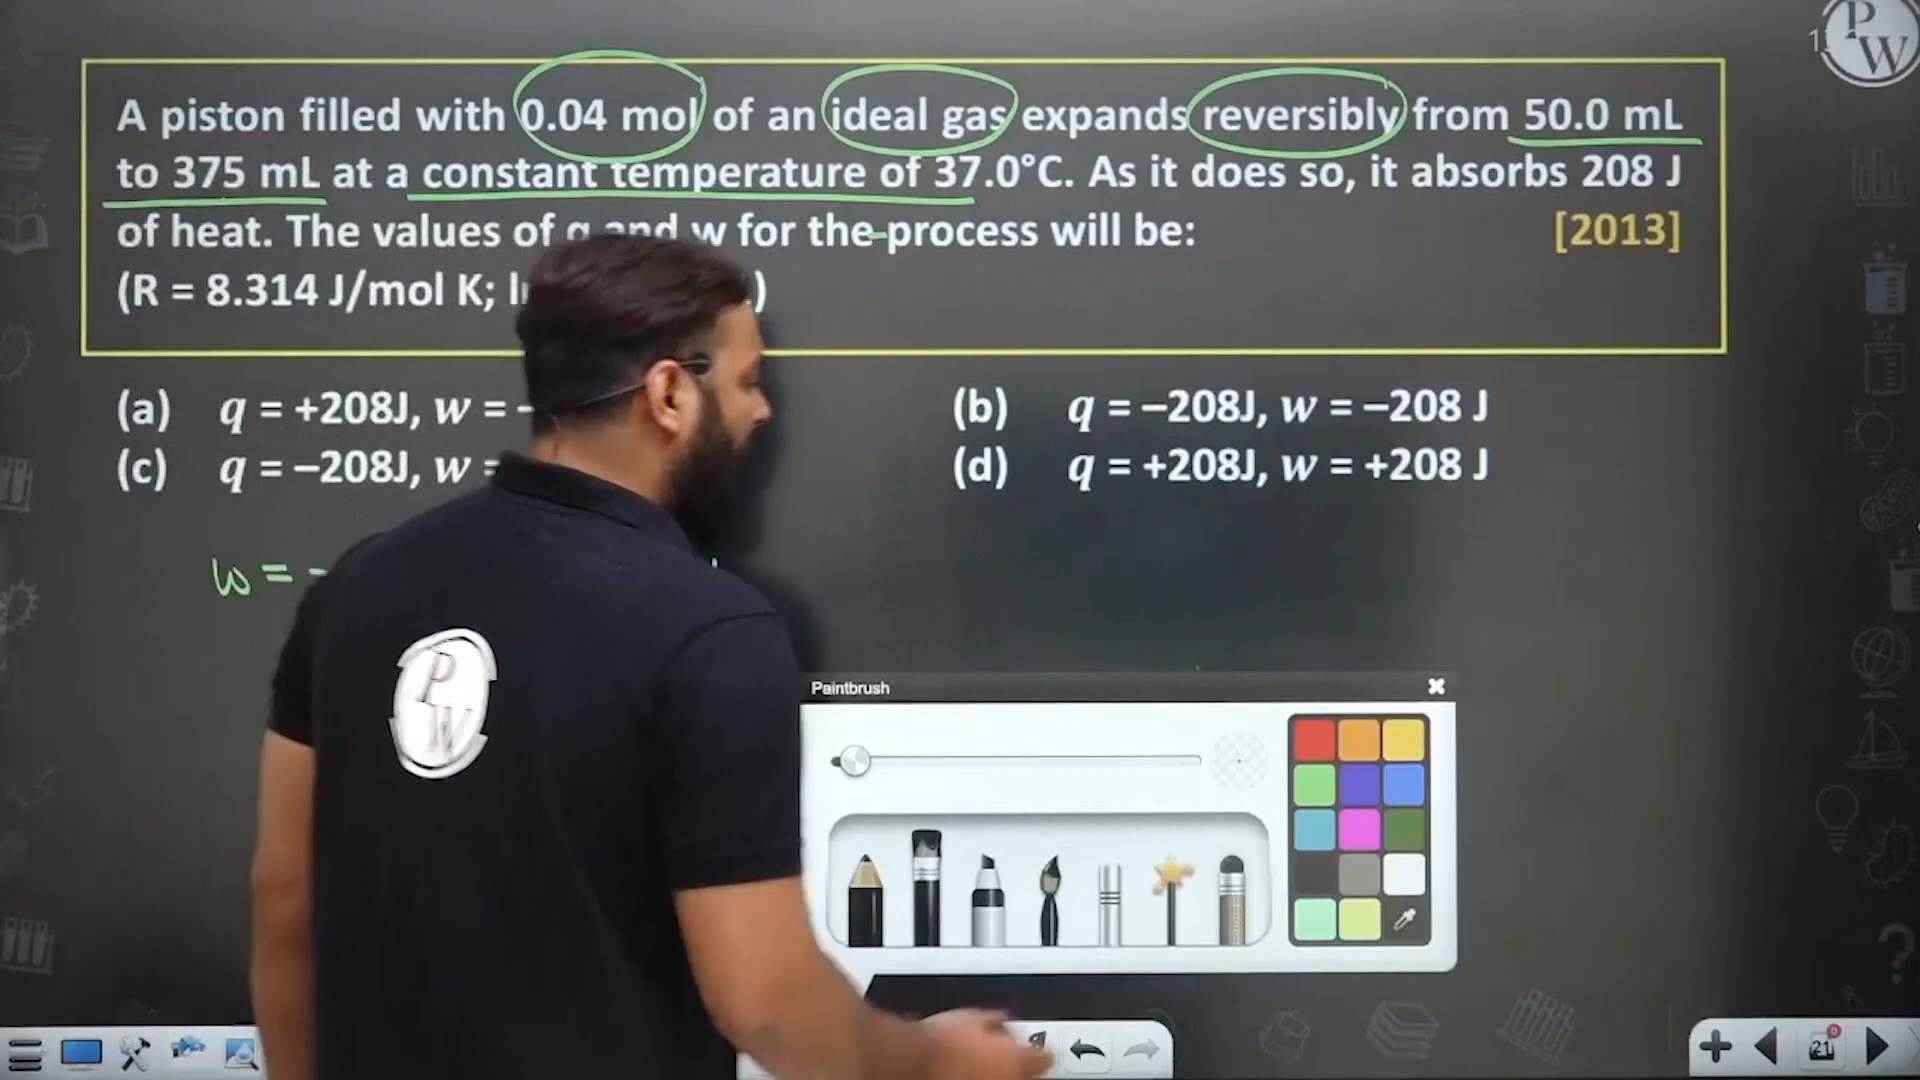 A piston filled with 0.04 mol of an ideal gas expands reversibly from 50.0 mL
to 375 mL at a constant temperature of 37.0°C. As it does so, it absorbs 208 J
of heat. The values of q and w for the process will be: [2013]
(R = 8.314 J/mol K; )
(a) q = +208J, w = – (b) q = –208J, w = –208 J
(c) q = –208J, w = (d) q = +208J, w = +208 J
w = -
Paintbrush
P W
P W
21